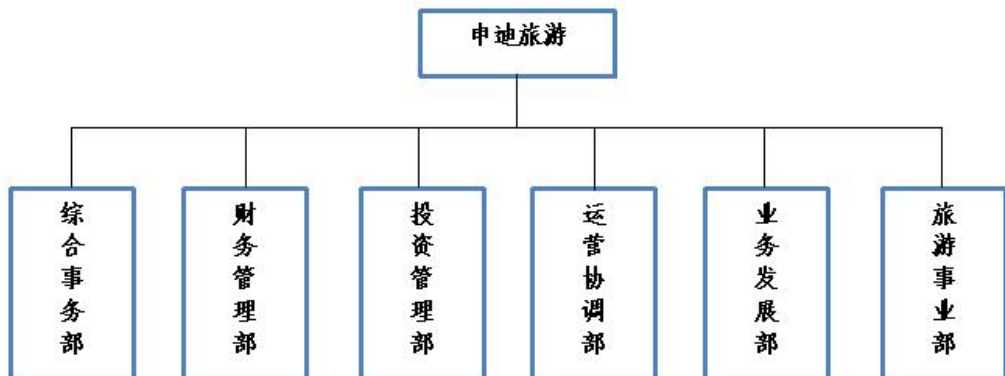 申迪旅游
综合事务部
财务管理部
投资管理部
运营协调部
业务发展部
旅游事业部